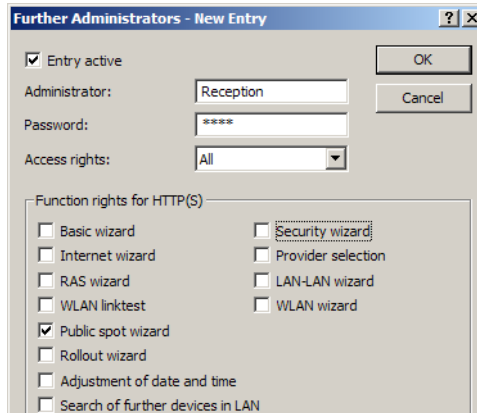 Further Administrators - New Entry
Entry active
OK
Administrator: Reception
Cancel
Password: ****
Access rights: All
Function rights for HTTP(S)
Basic wizard Security wizard
Internet wizard Provider selection
RAS wizard LAN-LAN wizard
WLAN linktest WLAN wizard
Public spot wizard
Rollout wizard
Adjustment of date and time
Search of further devices in LAN